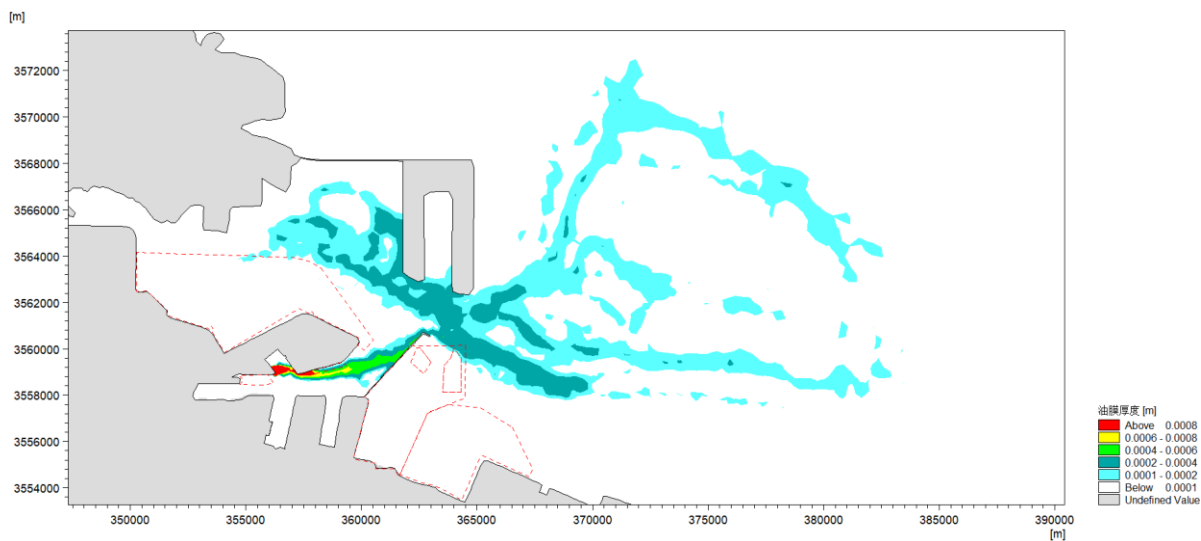 [m]
3572000
3570000
3568000
3566000
3564000
3562000
3560000
3558000
3556000
3554000
350000 355000 360000 365000 370000 375000 380000 385000 390000
[m]
油膜厚度 [m]
Above 0.0008
0.0006 - 0.0008
0.0004 - 0.0006
0.0002 - 0.0004
0.0001 - 0.0002
Below 0.0001
Undefined Value